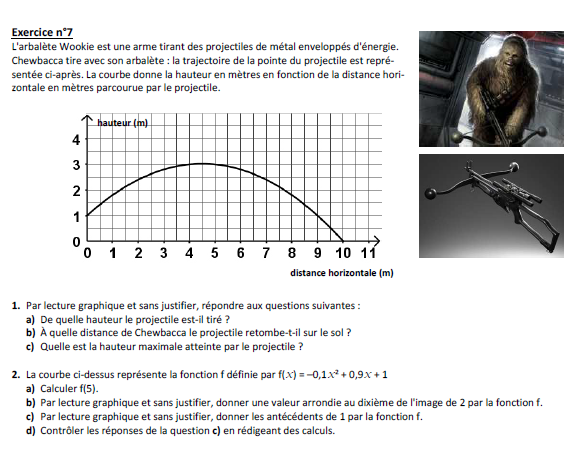 Exercice n°7
L'arbalète Wookie est une arme tirant des projectiles de métal enveloppés d'énergie.
Chewbacca tire avec son arbalète : la trajectoire de la pointe du projectile est repré-
sentée ci-après. La courbe donne la hauteur en mètres en fonction de la distance hori-
zontale en mètres parcourue par le projectile.
hauteur (m)
4
3
2
1
0
0 1 2 3 4 5 6 7 8 9 10 11
distance horizontale (m)
1. Par lecture graphique et sans justifier, répondre aux questions suivantes :
a) De quelle hauteur le projectile est-il tiré ?
b) À quelle distance de Chewbacca le projectile retombe-t-il sur le sol ?
c) Quelle est la hauteur maximale atteinte par le projectile ?
2. La courbe ci-dessus représente la fonction f définie par f(x) = −0,1x² + 0,9x + 1
a) Calculer f(5).
b) Par lecture graphique et sans justifier, donner une valeur arrondie au dixième de l'image de 2 par la fonction f.
c) Par lecture graphique et sans justifier, donner les antécédents de 1 par la fonction f.
d) Contrôler les réponses de la question c) en rédigeant des calculs.